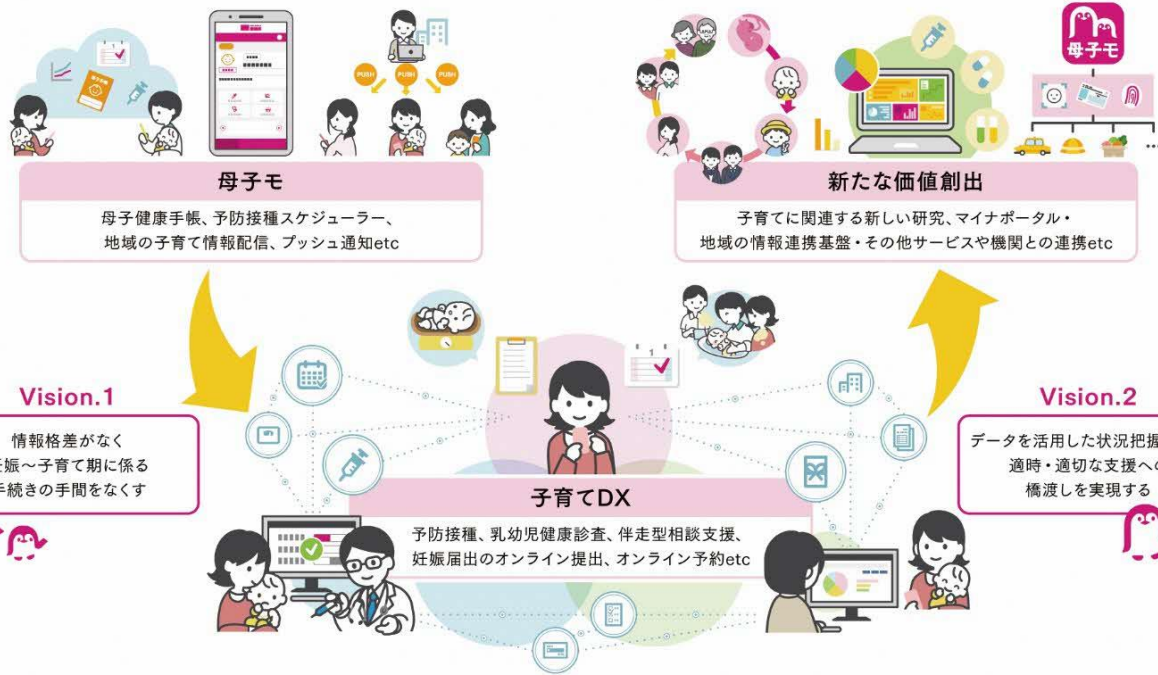 PUSH
PUSH
PUSH
母子モ
母子モ
母子健康手帳、予防接種スケジューラー、
地域の子育て情報配信、プッシュ通知etc
新たな価値創出
子育てに関連する新しい研究、マイナポータル・
地域の情報連携基盤・その他サービスや機関との連携etc
Vision.1
情報格差がなく
妊娠～子育て期に係る
手続きの手間をなくす
Vision.2
データを活用した状況把握
適時・適切な支援への
橋渡しを実現する
子育てDX
予防接種、乳幼児健康診査、伴走型相談支援、
妊娠届出のオンライン提出、オンライン予約etc